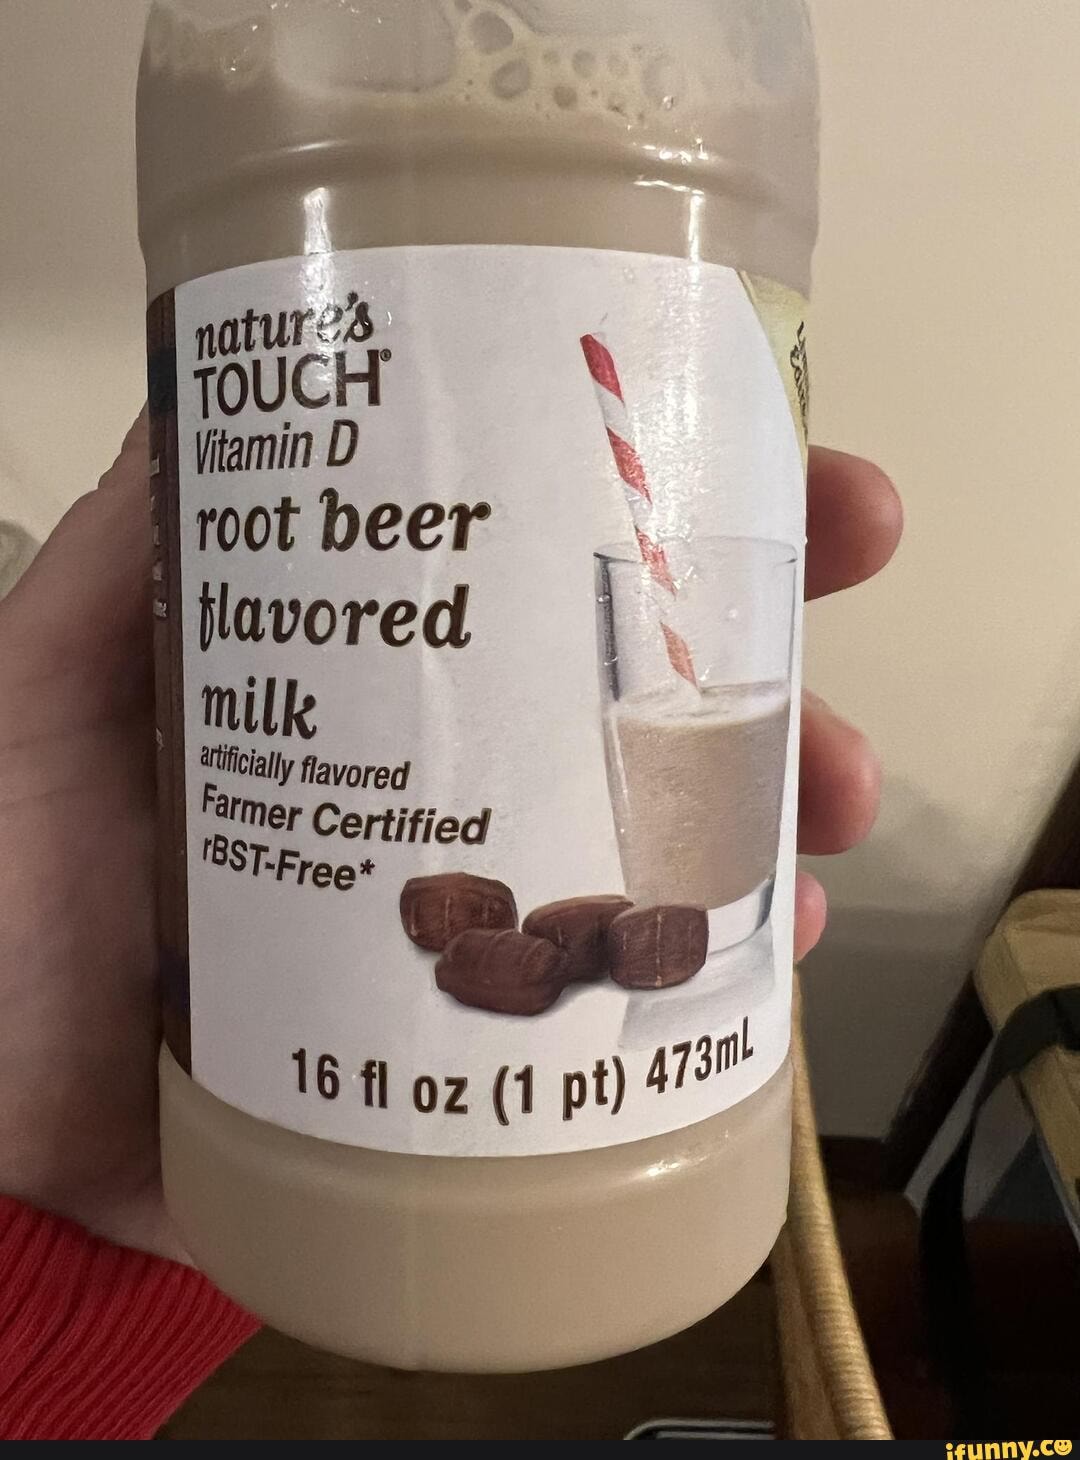 nature's
TOUCH®
Vitamin D
root beer
flavored
milk
artificially flavored
Farmer Certified
rBST-Free*
16 fl oz (1 pt) 473mL
ifunny.co